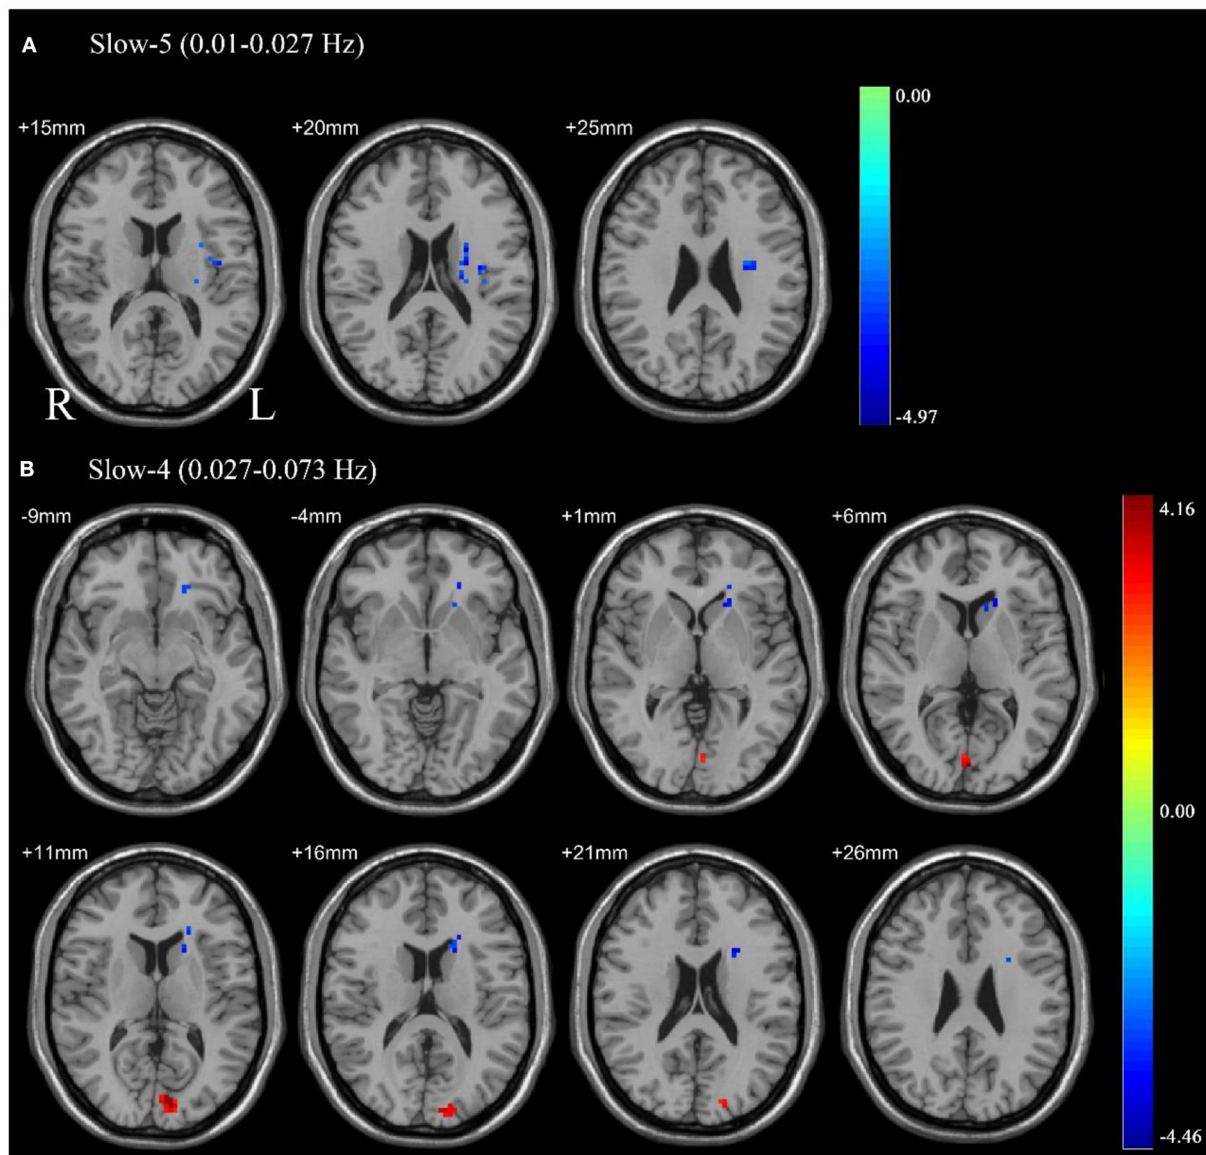 A Slow-5 (0.01-0.027 Hz)
+15mm +20mm +25mm
0.00
-4.97
R L
B Slow-4 (0.027-0.073 Hz)
-9mm -4mm +1mm +6mm
4.16
0.00
-4.46
+11mm +16mm +21mm +26mm